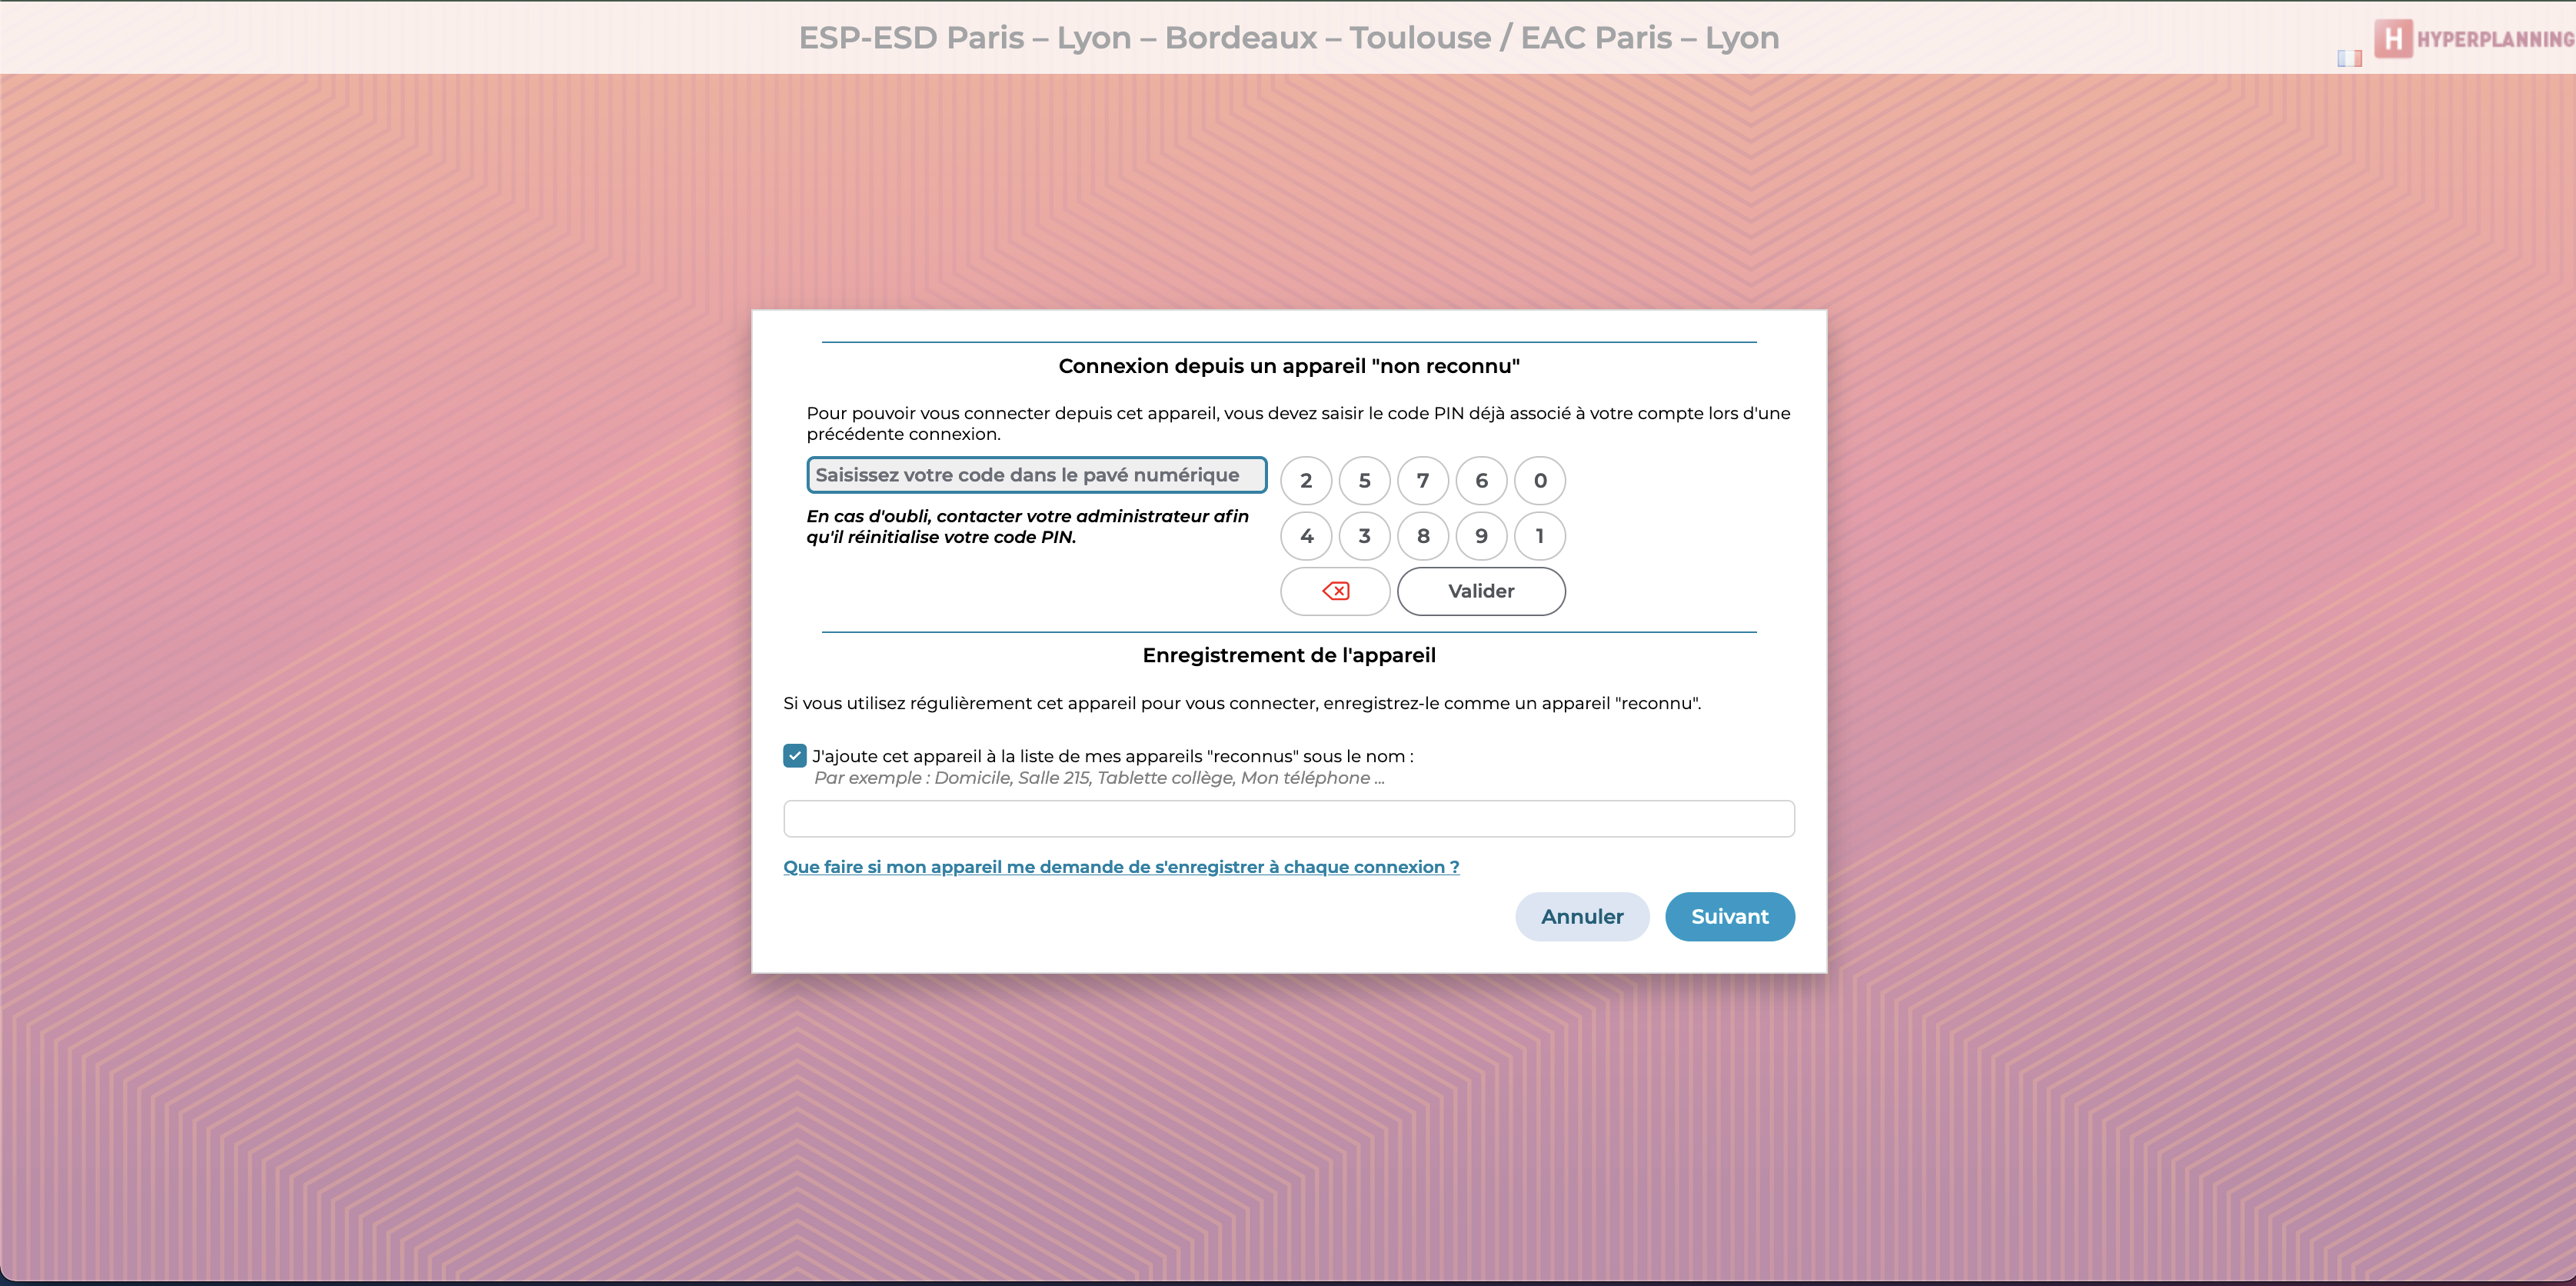 ESP-ESD Paris – Lyon – Bordeaux – Toulouse / EAC Paris – Lyon
H HYPERPLANNING
Connexion depuis un appareil "non reconnu"
Pour pouvoir vous connecter depuis cet appareil, vous devez saisir le code PIN déjà associé à votre compte lors d'une
précédente connexion.
Saisissez votre code dans le pavé numérique
2 5 7 6 0
En cas d'oubli, contacter votre administrateur afin
qu'il réinitialise votre code PIN.
4 3 8 9 1
Valider
Enregistrement de l'appareil
Si vous utilisez régulièrement cet appareil pour vous connecter, enregistrez-le comme un appareil "reconnu".
J'ajoute cet appareil à la liste de mes appareils "reconnus" sous le nom :
Par exemple : Domicile, Salle 215, Tablette collège, Mon téléphone ...
Que faire si mon appareil me demande de s'enregistrer à chaque connexion ?
Annuler Suivant